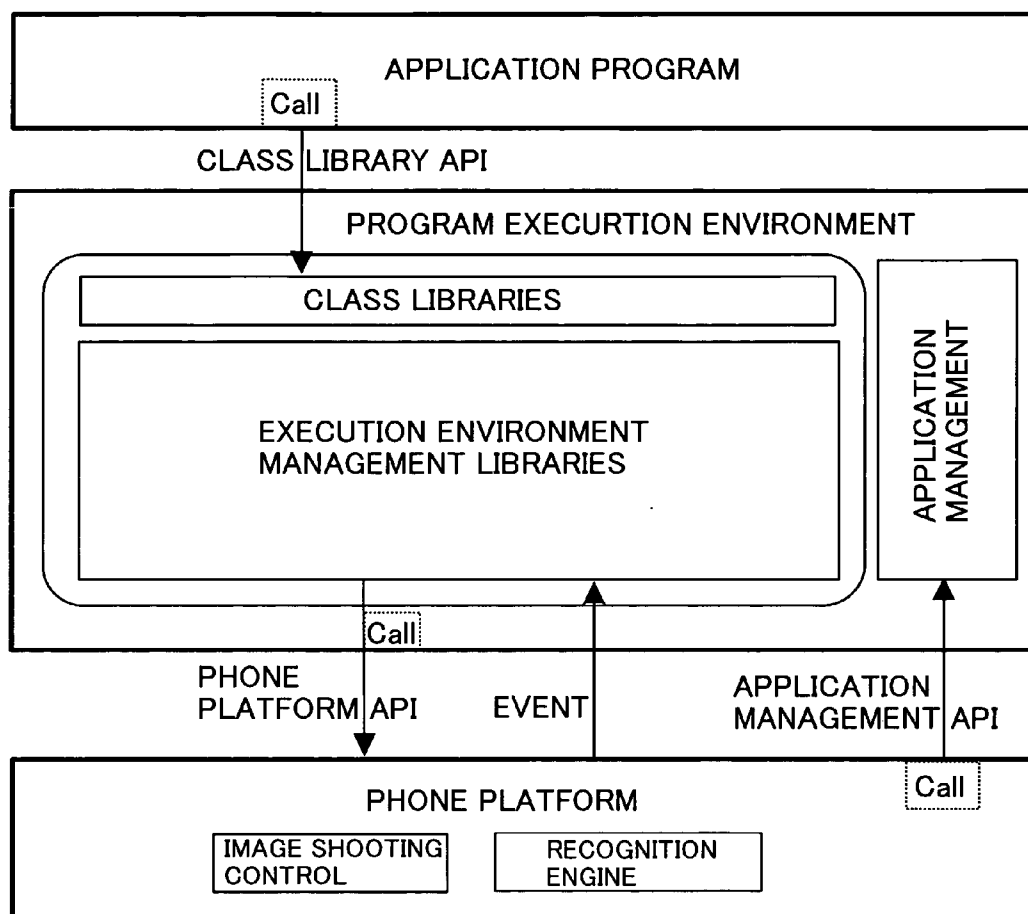 APPLICATION PROGRAM
Call
CLASS LIBRARY API
PROGRAM EXECURTION ENVIRONMENT
CLASS LIBRARIES
EXECUTION ENVIRONMENT
MANAGEMENT LIBRARIES
APPLICATION
MANAGEMENT
Call
PHONE
PLATFORM API
EVENT
APPLICATION
MANAGEMENT API
Call
PHONE PLATFORM
IMAGE SHOOTING
CONTROL
RECOGNITION
ENGINE